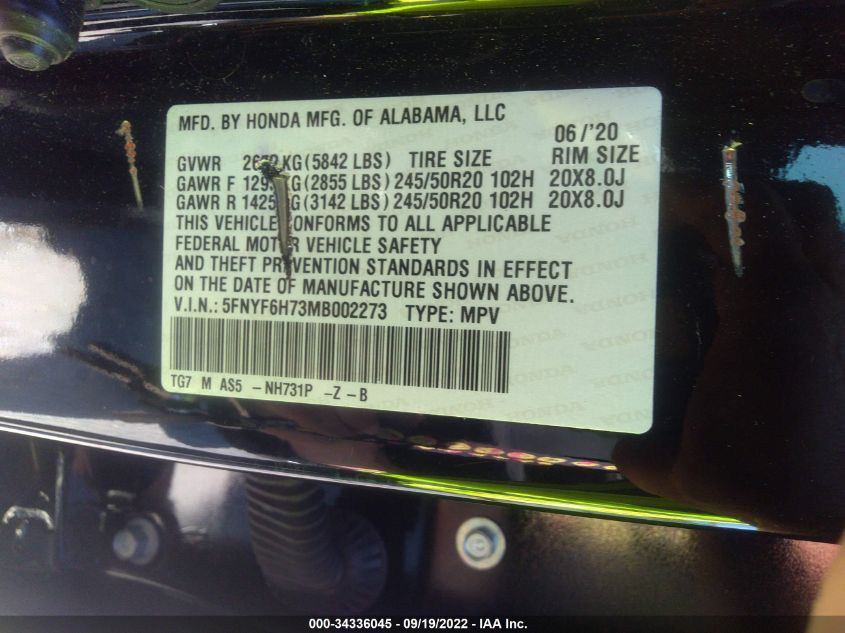 MFD. BY HONDA MFG. OF ALABAMA, LLC
06/'20
GVWR KG (5842 LBS) TIRE SIZE RIM SIZE
GAWR F (2855 LBS) 245/50R20 102H 20X8.0J
GAWR R (3142 LBS) 245/50R20 102H 20X8.0J
THIS VEHICLE CONFORMS TO ALL APPLICABLE
FEDERAL MOTOR VEHICLE SAFETY
AND THEFT PREVENTION STANDARDS IN EFFECT
ON THE DATE OF MANUFACTURE SHOWN ABOVE.
V.I.N.: 5FNYF6H73MB002273 TYPE: MPV
TG7 M AS5 -NH731P -Z-B
000-34336045 - 09/19/2022 - IAA Inc.